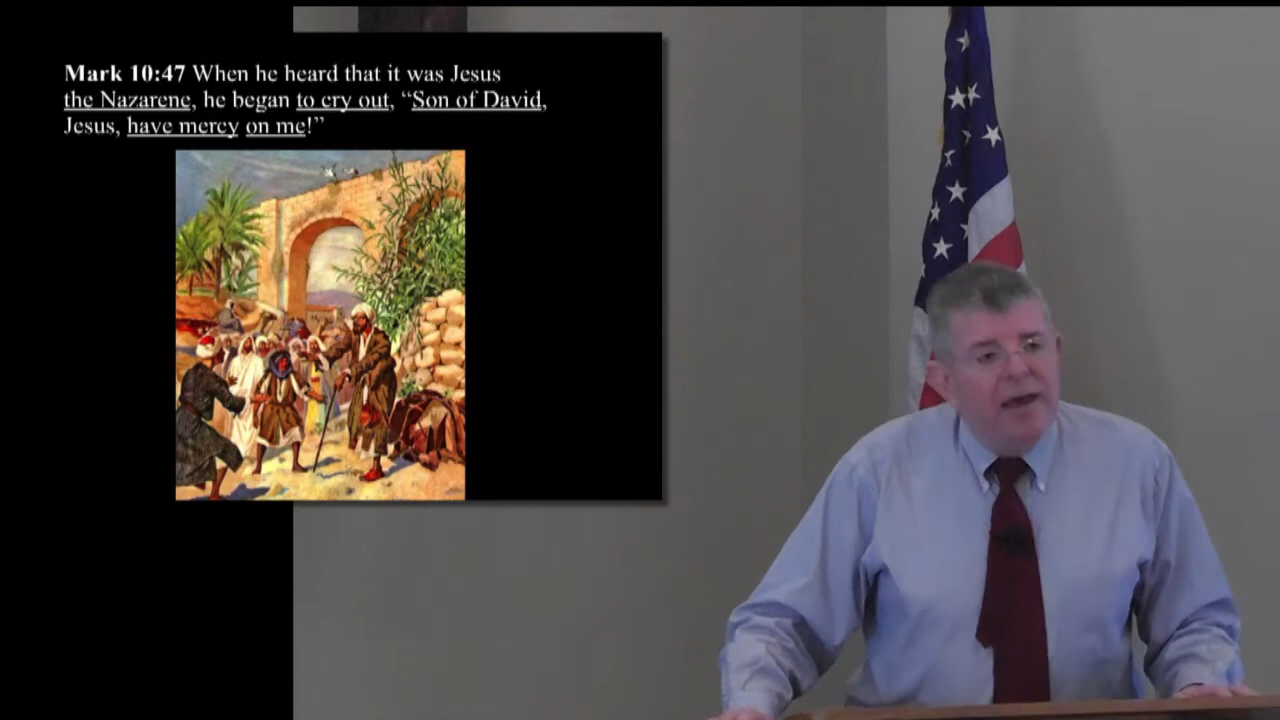 Mark 10:47 When he heard that it was Jesus
the Nazarene, he began to cry out, “Son of David,
Jesus, have mercy on me!”